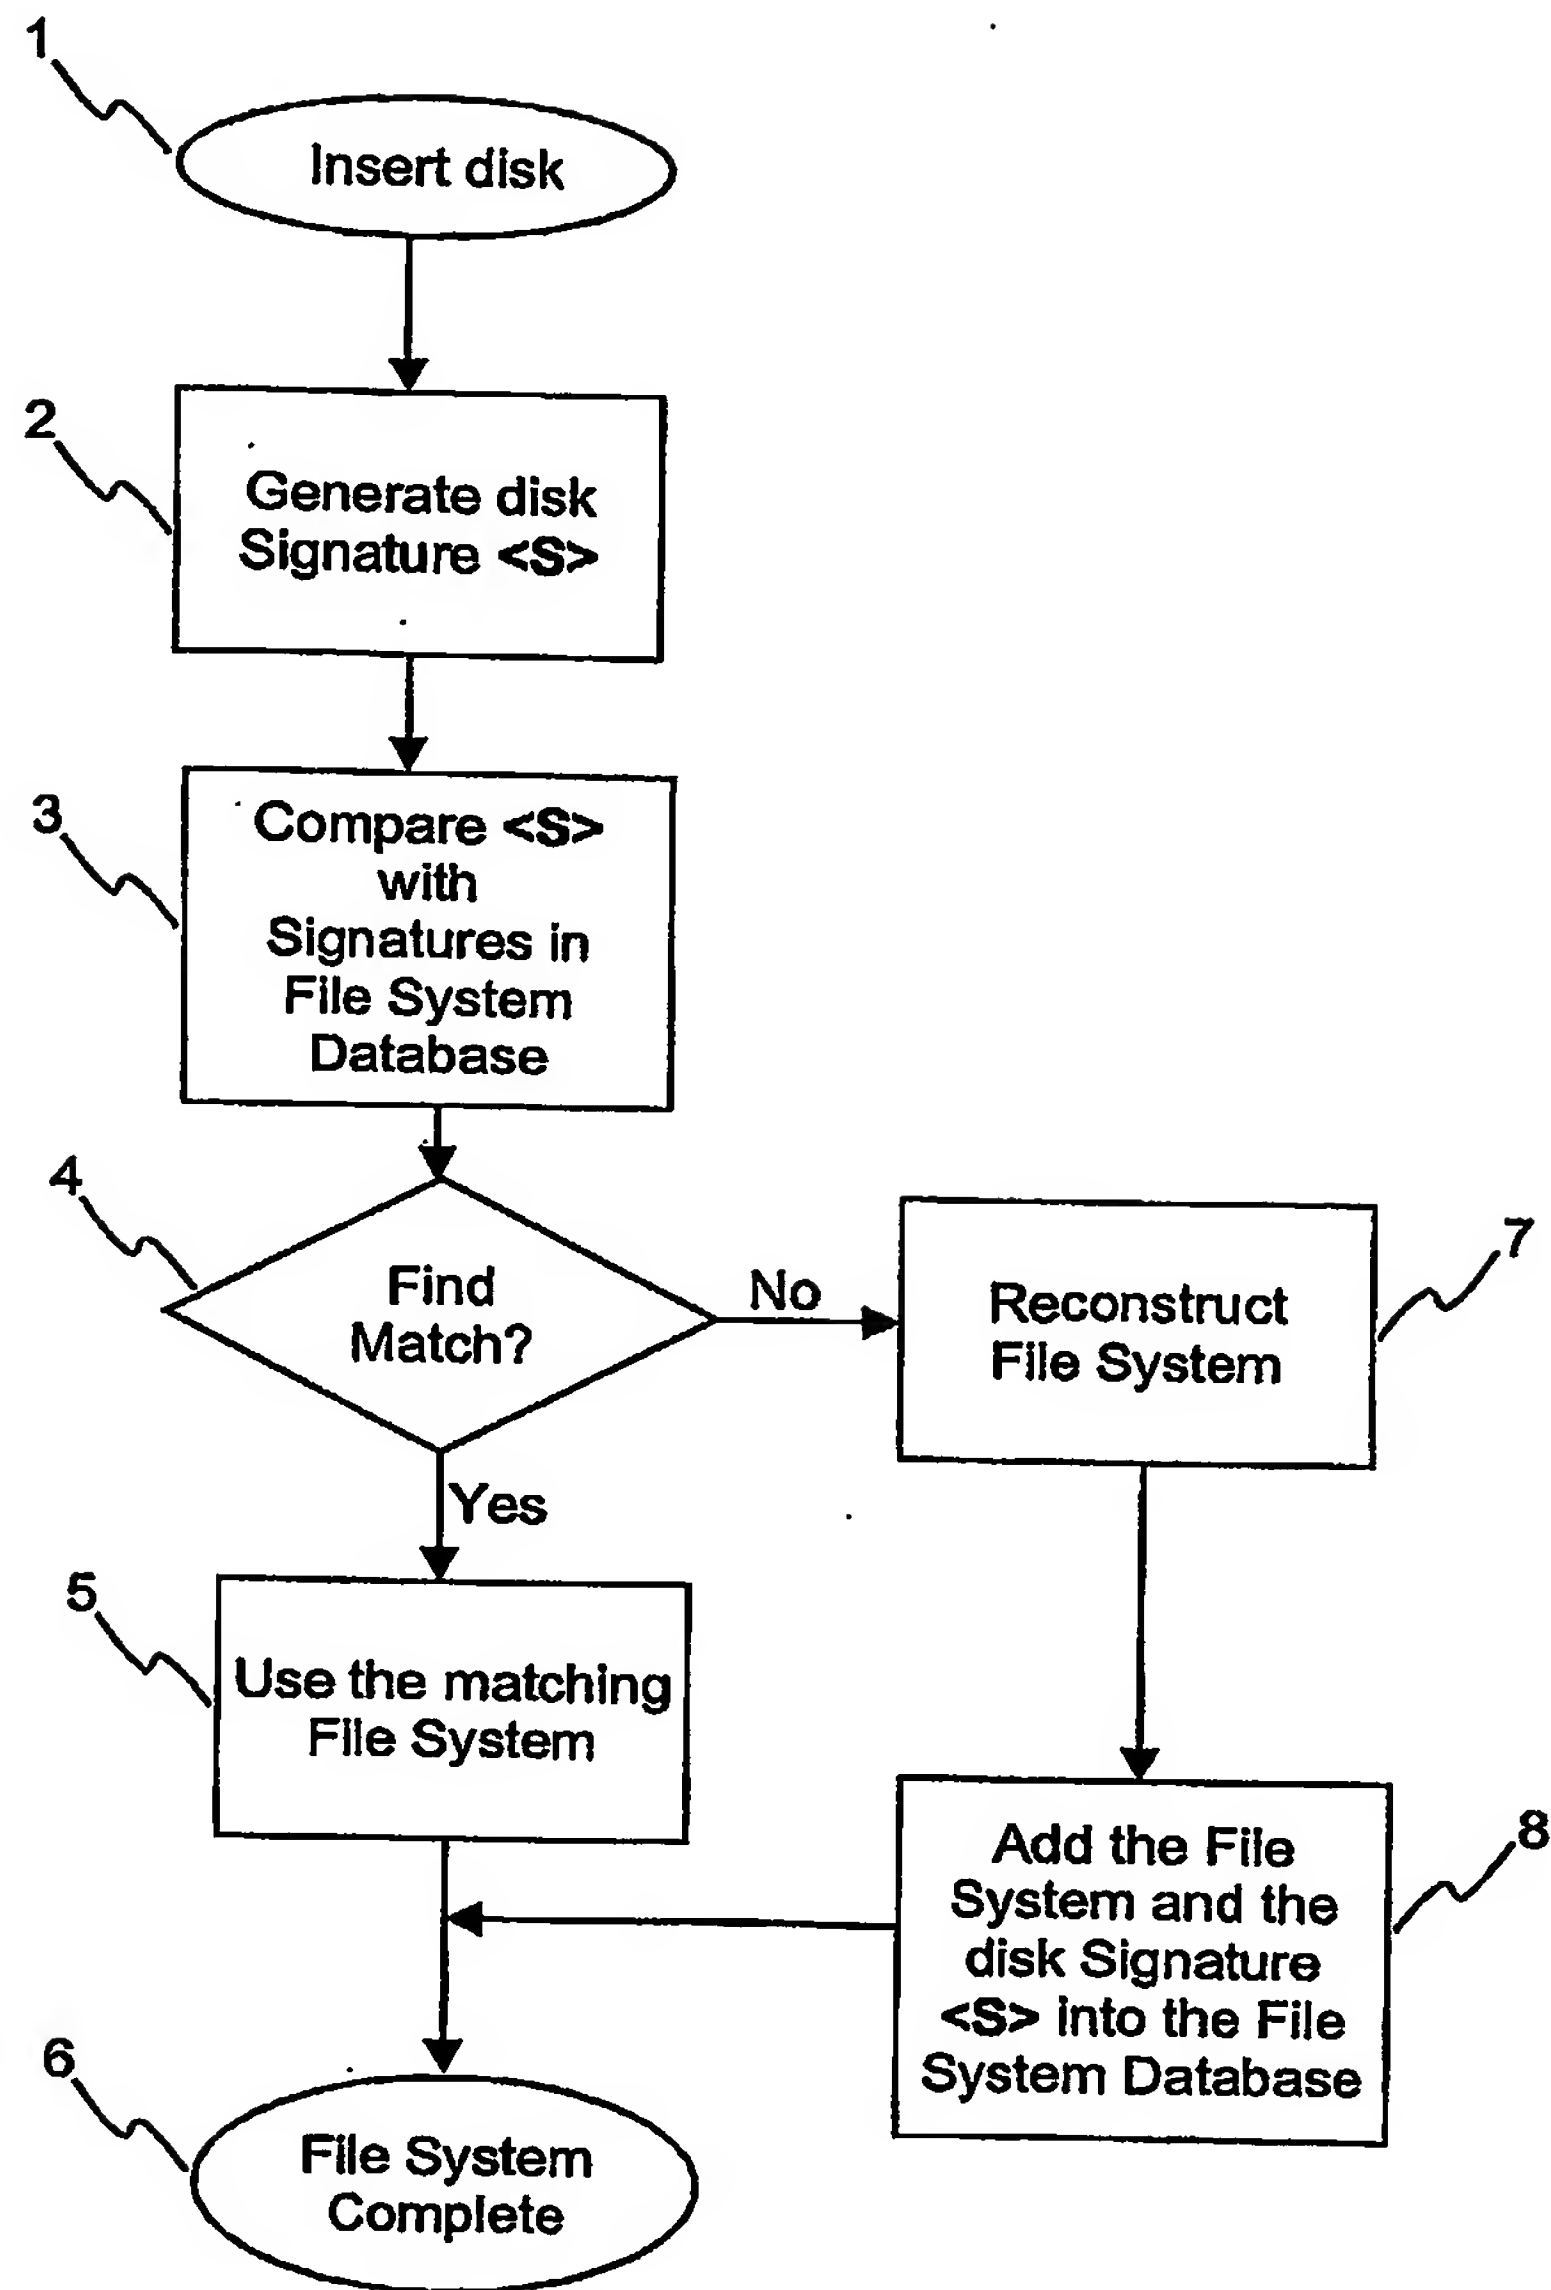 1
Insert disk
2
Generate disk
Signature <S>
3
Compare <S>
with
Signatures in
File System
Database
4
Find
Match?
No
Yes
7
Reconstruct
File System
5
Use the matching
File System
8
Add the File
System and the
disk Signature
<S> into the File
System Database
6
File System
Complete